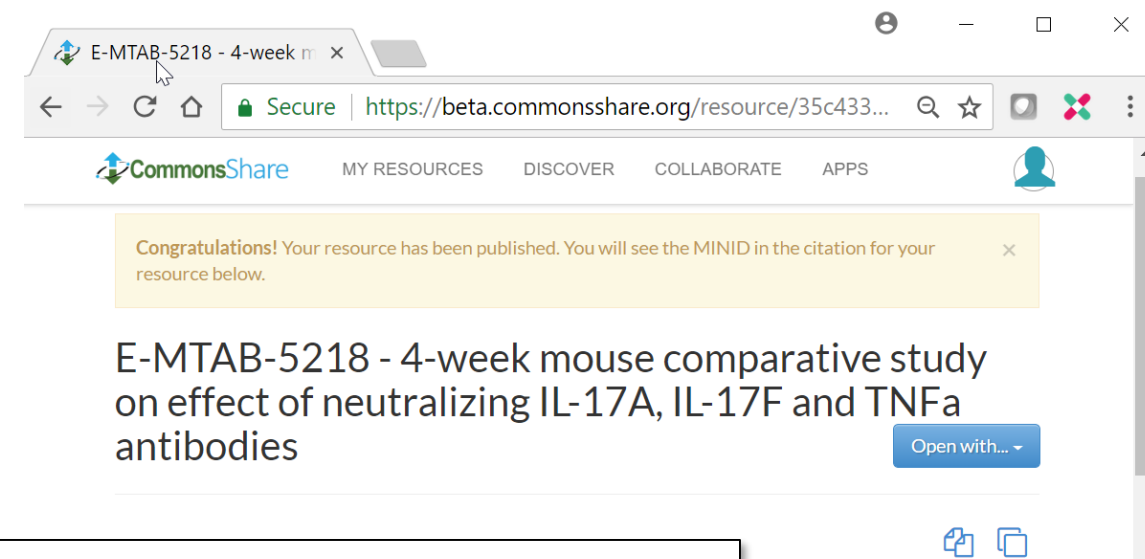 E-MTAB-5218 - 4-week m
Secure | https://beta.commonsshare.org/resource/35c433...
CommonsShare MY RESOURCES DISCOVER COLLABORATE APPS
Congratulations! Your resource has been published. You will see the MINID in the citation for your
resource below.
E-MTAB-5218 - 4-week mouse comparative study
on effect of neutralizing IL-17A, IL-17F and TNFa
antibodies
Open with...